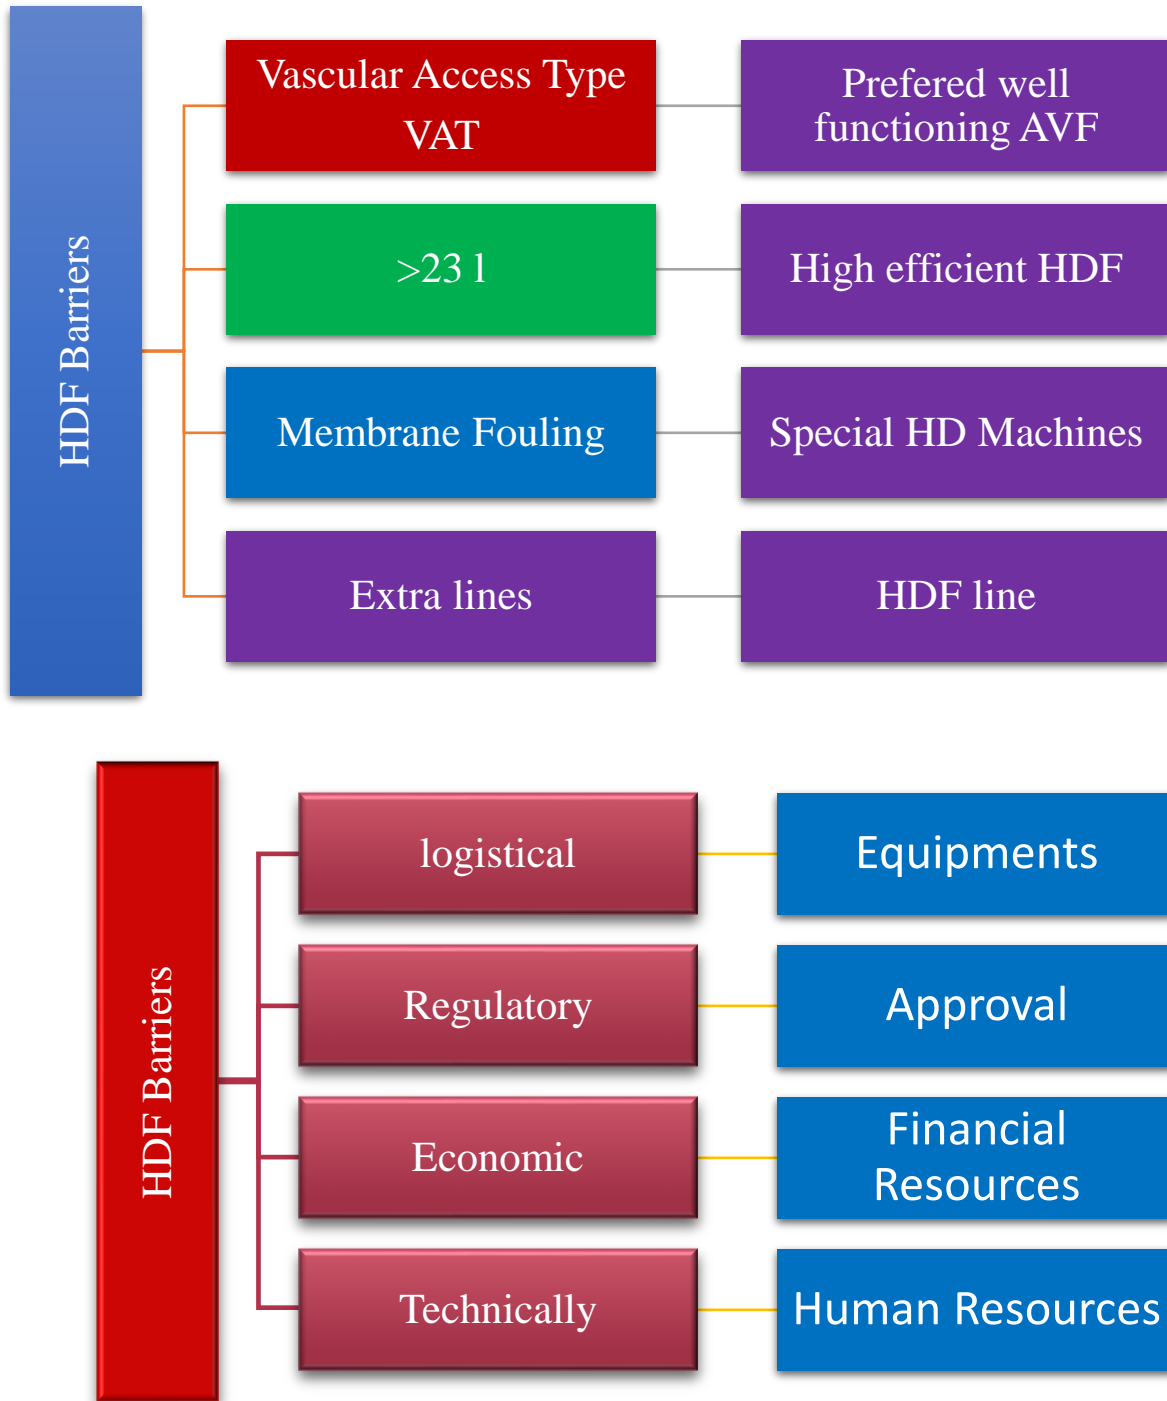 HDF Barriers
Vascular Access Type
VAT
Prefered well
functioning AVF
>23 l
High efficient HDF
Membrane Fouling
Special HD Machines
Extra lines
HDF line
HDF Barriers
logistical
Equipments
Regulatory
Approval
Economic
Financial
Resources
Technically
Human Resources